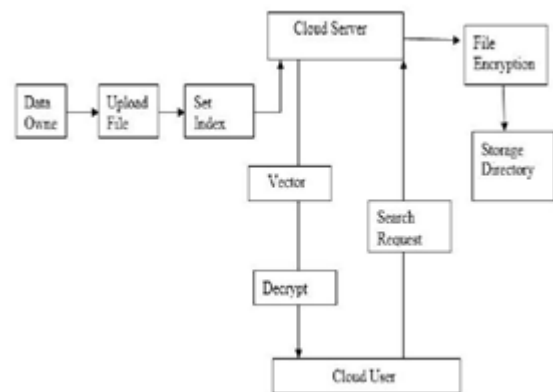 Cloud Server
File
Encryption
Data
Owne
Upload
File
Set
Index
Storage
Directory
Vector
Search
Request
Decrypt
Cloud User